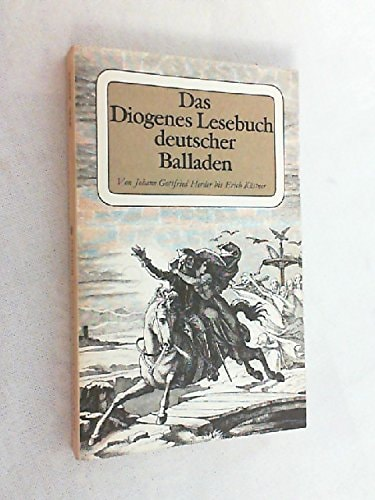 Das
Diogenes Lesebuch
deutscher
Balladen
Von Johann Gottfried Herder bis Erich Kästner